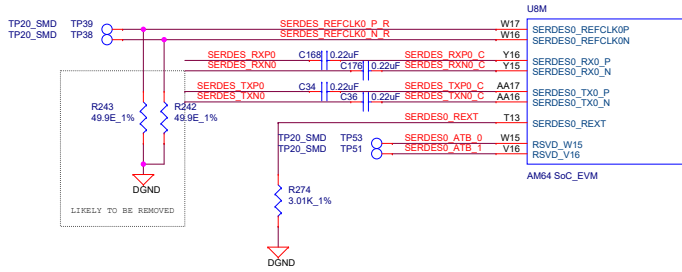 U8M
TP20_SMD TP39 SERDES_REFCLK0_P_R W17 SERDES0_REFCLK0P
TP20_SMD TP38 SERDES_REFCLK0_N_R W16 SERDES0_REFCLK0N
SERDES_RXP0 C168 0.22uF SERDES_RXP0_C Y16 SERDES0_RX0_P
SERDES_RXN0 C176 0.22uF SERDES_RXN0_C Y15 SERDES0_RX0_N
SERDES_TXP0 C34 0.22uF SERDES_TXP0_C AA17 SERDES0_TX0_P
SERDES_TXN0 C36 0.22uF SERDES_TXN0_C AA16 SERDES0_TX0_N
R243 R242
49.9E_1% 49.9E_1%
SERDES0_REXT T13 SERDES0_REXT
TP20_SMD TP53 SERDES0_ATB_0 W15 RSVD_W15
TP20_SMD TP51 SERDES0_ATB_1 V16 RSVD_V16
AM64 SoC_EVM
DGND
R274
3.01K_1%
LIKELY TO BE REMOVED
DGND